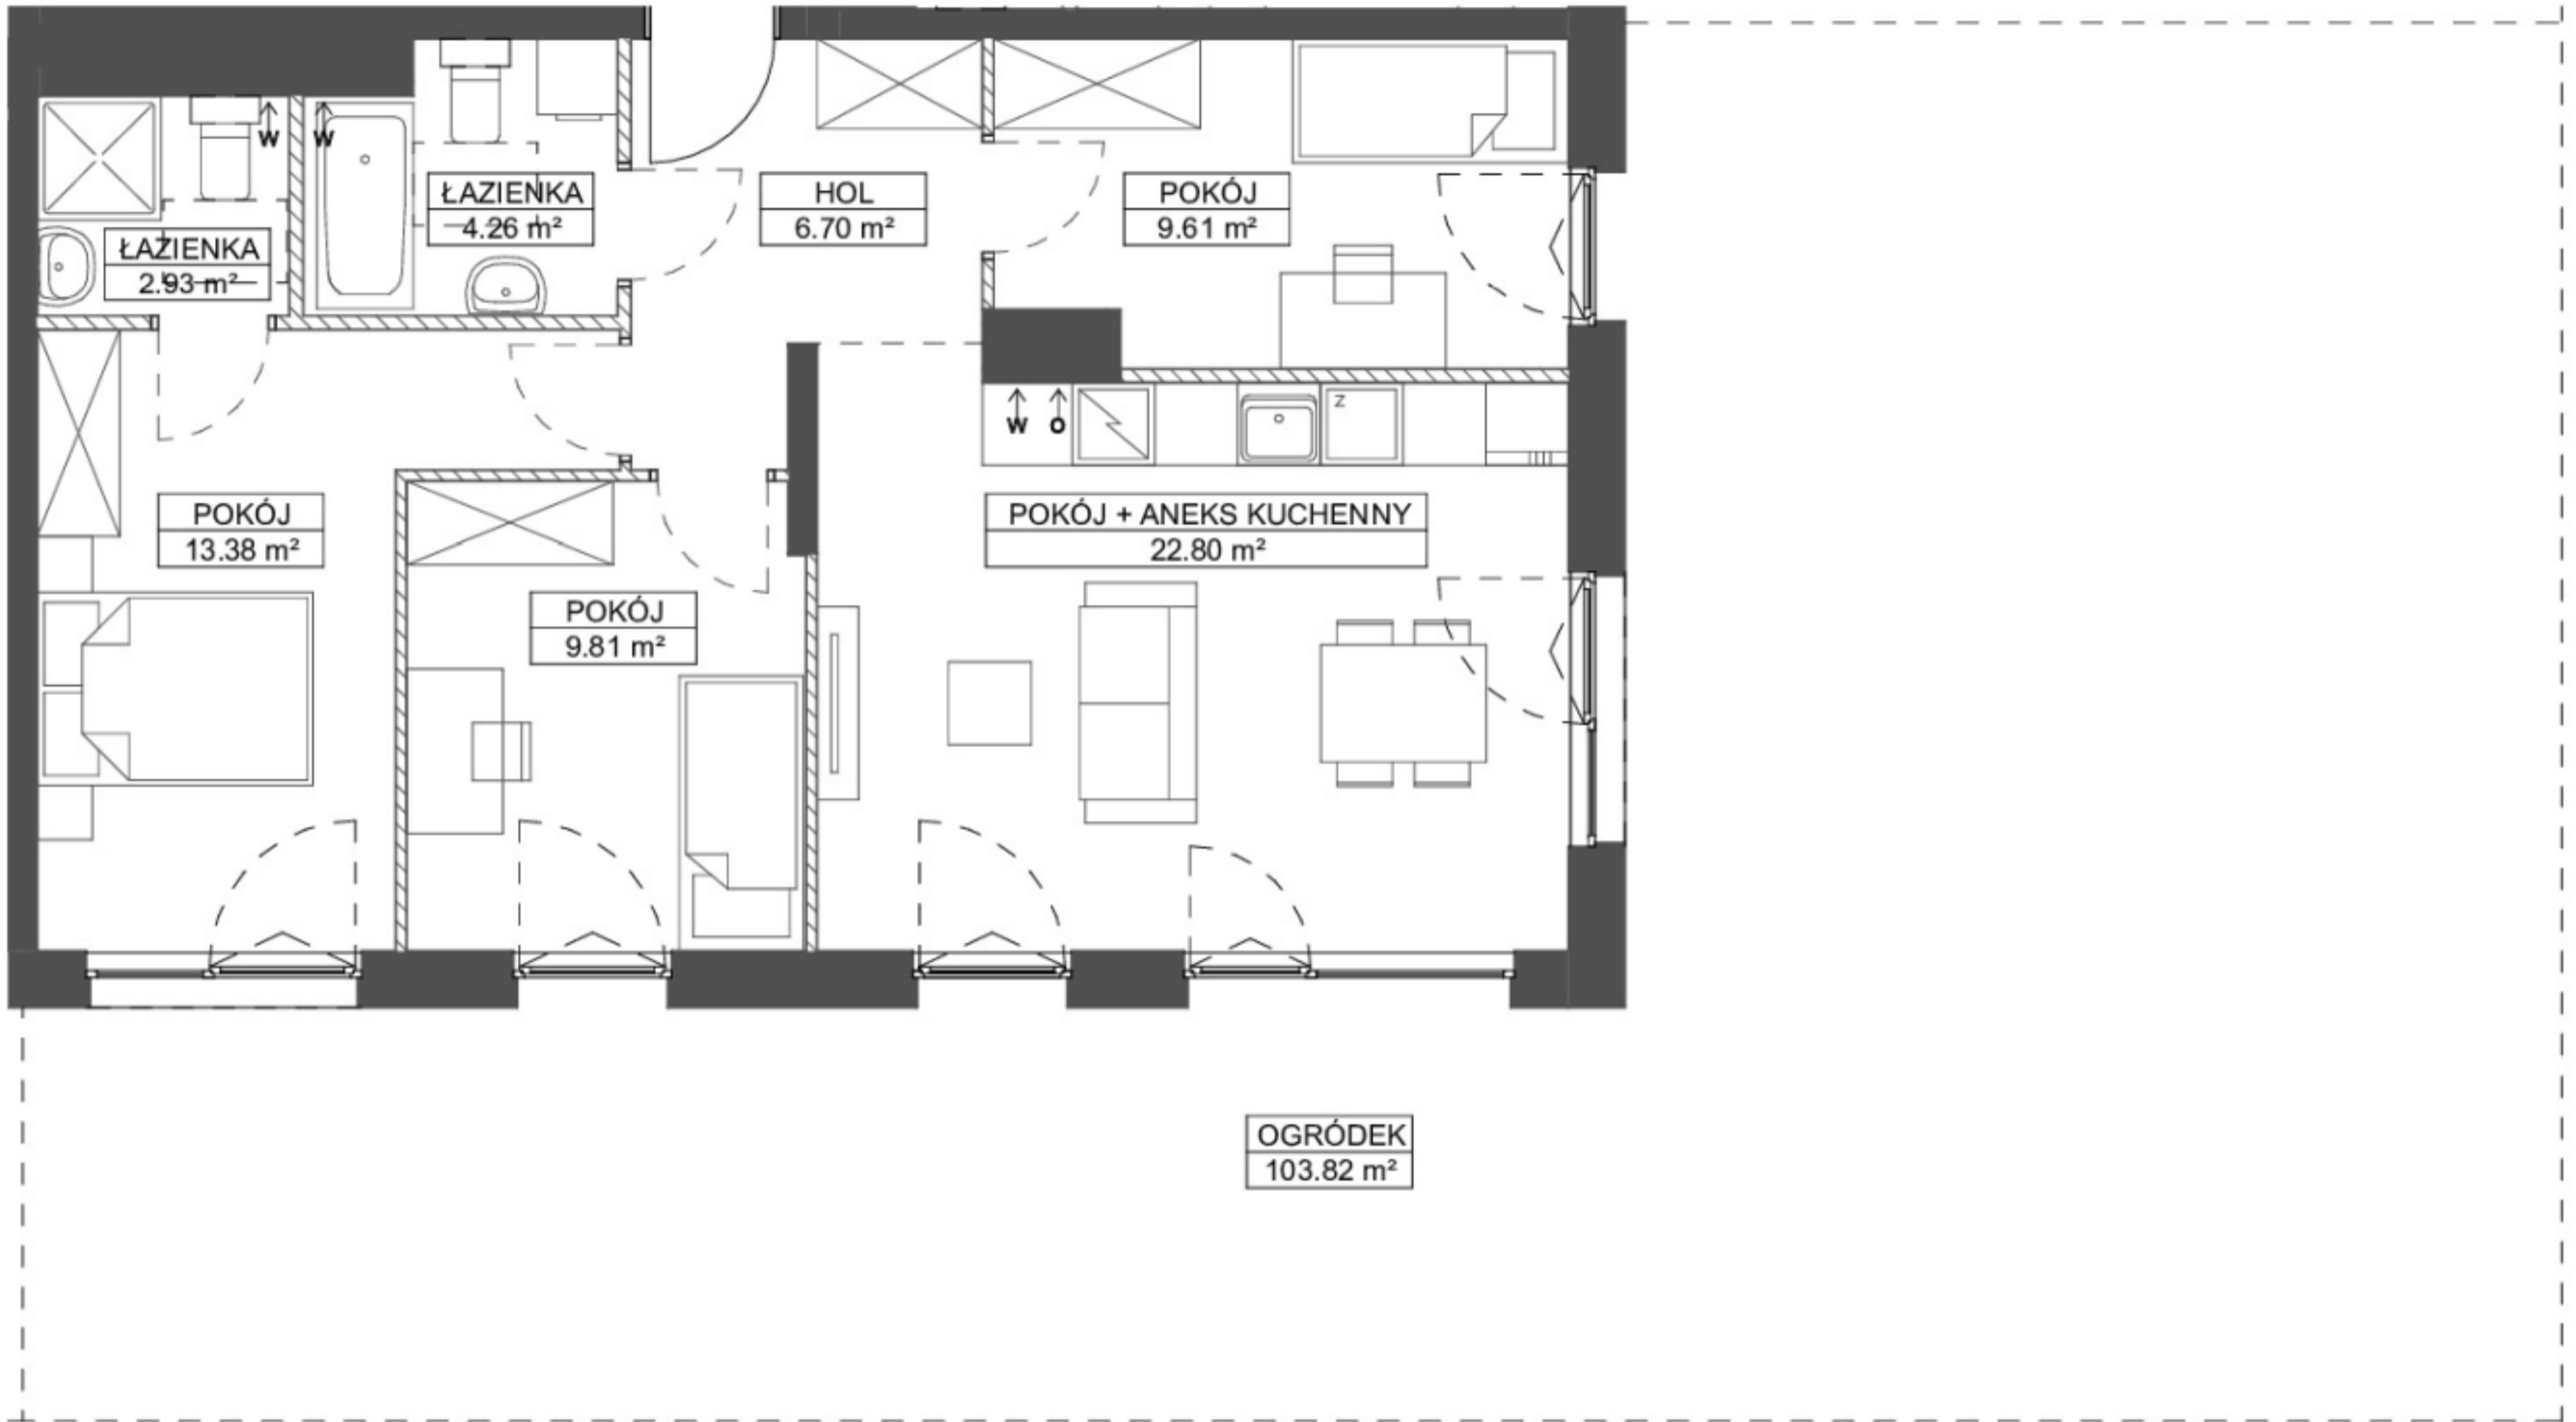 W
W
ŁAZIENKA
4.26 m²
HOL
6.70 m²
POKÓJ
9.61 m²
ŁAZIENKA
2.93 m²
W O
Z
POKÓJ
13.38 m²
POKÓJ + ANEKS KUCHENNY
22.80 m²
POKÓJ
9.81 m²
OGRÓDEK
103.82 m²